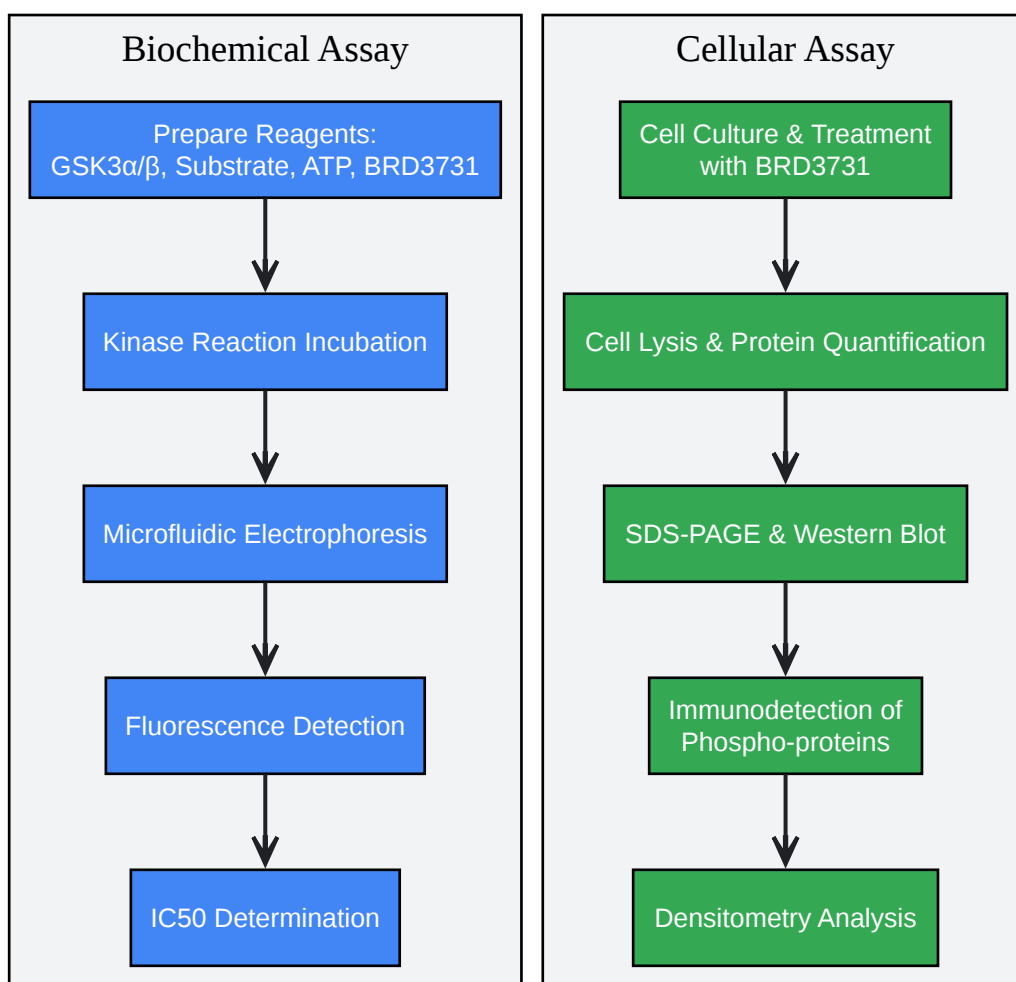 Biochemical Assay
Prepare Reagents:
GSK3α/β, Substrate, ATP, BRD3731
Kinase Reaction Incubation
Microfluidic Electrophoresis
Fluorescence Detection
IC50 Determination
Cellular Assay
Cell Culture & Treatment
with BRD3731
Cell Lysis & Protein Quantification
SDS-PAGE & Western Blot
Immunodetection of
Phospho-proteins
Densitometry Analysis